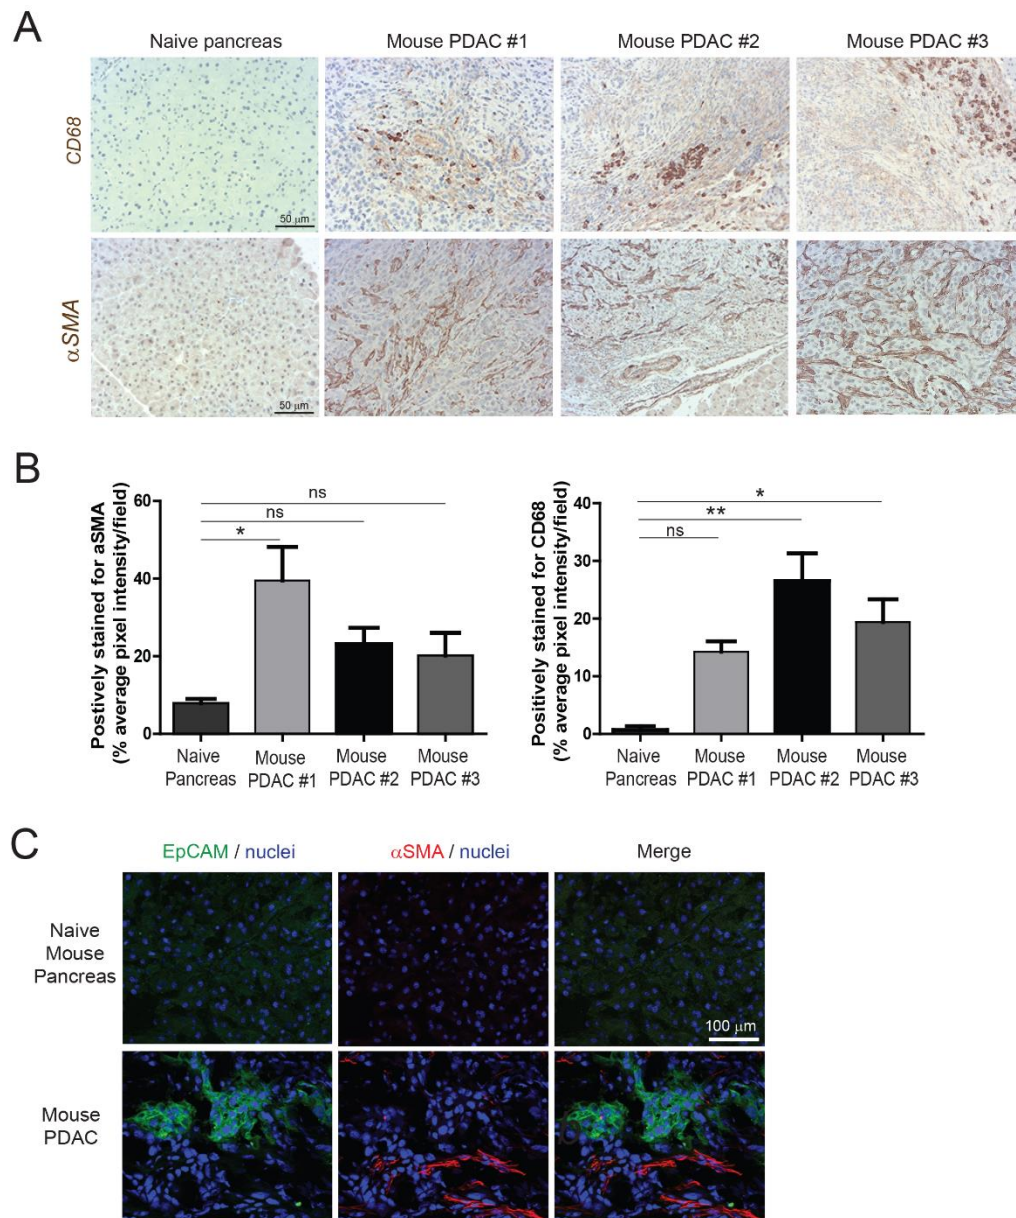 A
Naive pancreas
Mouse PDAC #1
Mouse PDAC #2
Mouse PDAC #3
CD68
50 µm
αSMA
50 µm
B
Postively stained for aSMA
(% average pixel intensity/field)
60
40
20
0
ns
ns
*
Naive
Pancreas
Mouse
PDAC #1
Mouse
PDAC #2
Mouse
PDAC #3
Positively stained for CD68
(% average pixel intensity/field)
40
30
20
10
0
*
**
ns
Naive
Pancreas
Mouse
PDAC #1
Mouse
PDAC #2
Mouse
PDAC #3
C
EpCAM / nuclei
αSMA / nuclei
Merge
Naive
Mouse
Pancreas
100 µm
Mouse
PDAC